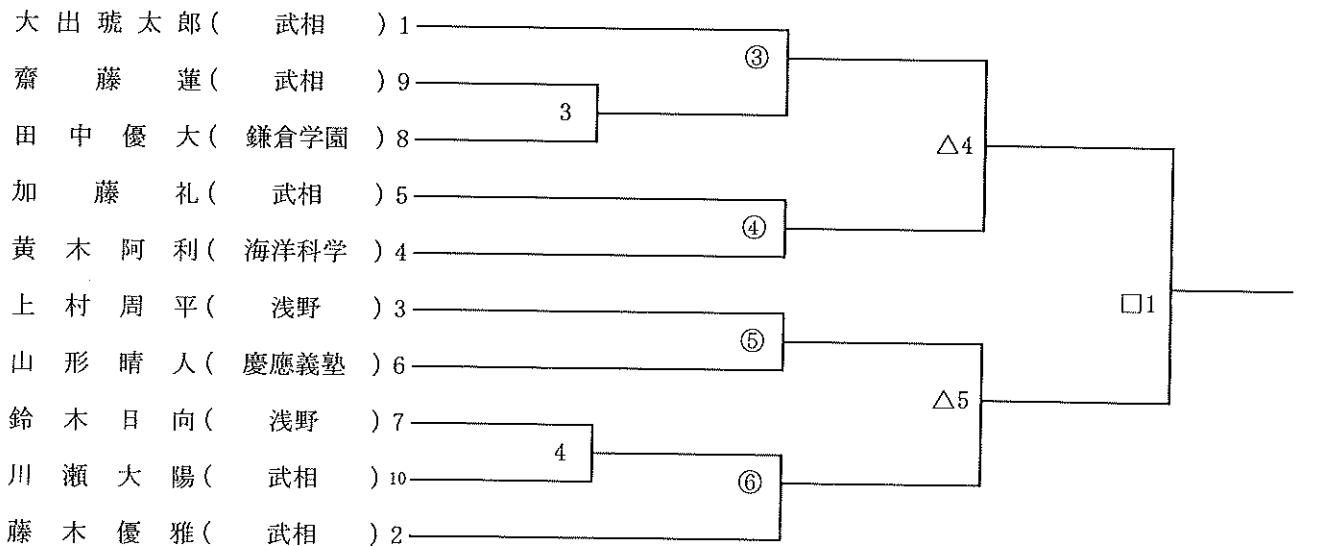 大出琥太郎( 武相 ) 1
③
齋藤蓮( 武相 ) 9
3
田中優大( 鎌倉学園 ) 8
△4
加藤礼( 武相 ) 5
④
黄木阿利( 海洋科学 ) 4
上村周平( 浅野 ) 3
□1
⑤
山形晴人( 慶應義塾 ) 6
△5
鈴木日向( 浅野 ) 7
4
川瀬大陽( 武相 ) 10
⑥
藤木優雅( 武相 ) 2